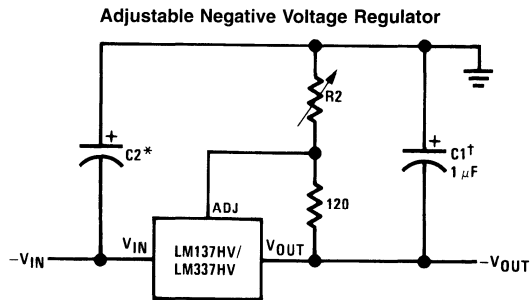 Adjustable Negative Voltage Regulator
R2
+
C2*
+
C1†
1 µF
ADJ
120
−VIN
VIN
LM137HV/
LM337HV
VOUT
−VOUT